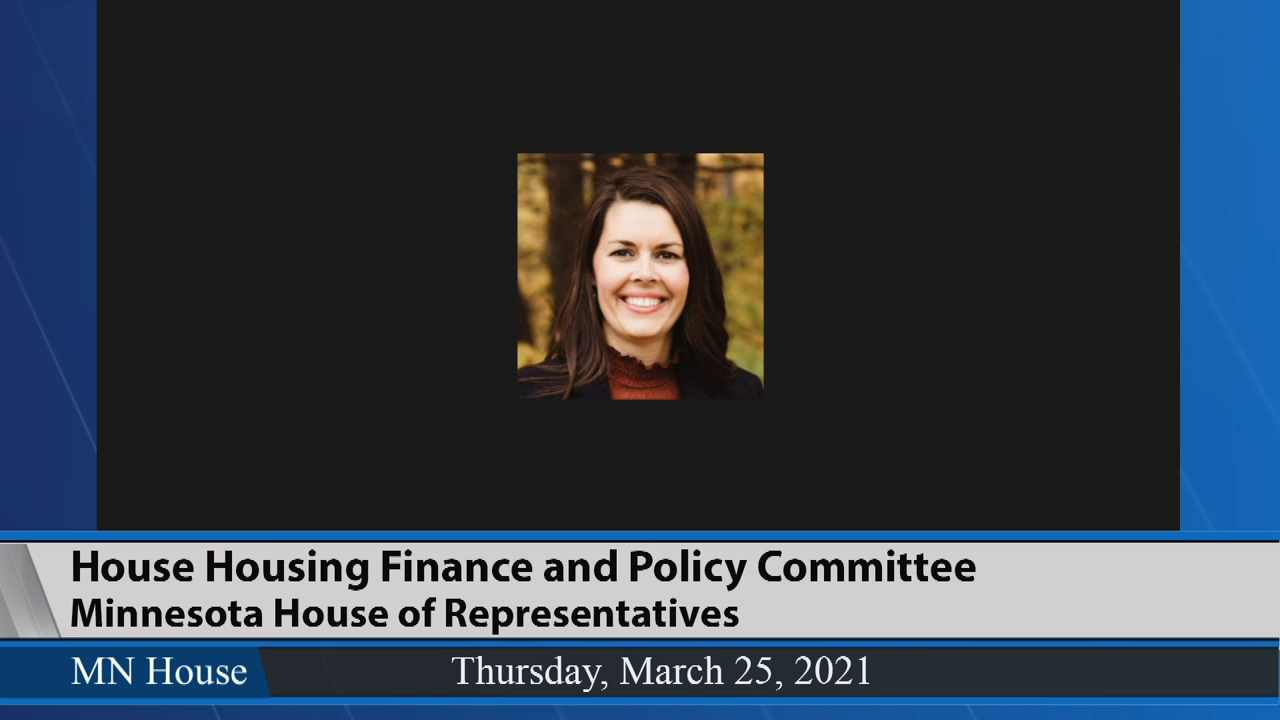 House Housing Finance and Policy Committee
Minnesota House of Representatives
MN House
Thursday, March 25, 2021